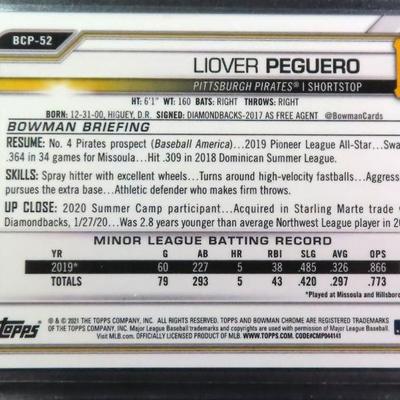 BCP-52
LIOVER PEGUERO
PITTSBURGH PIRATES® | SHORTSTOP
HT: 6'1" WT: 160 BATS: RIGHT THROWS: RIGHT
BORN: 12-31-00, HIGUEY, D.R. SIGNED: DIAMONDBACKS-2017 AS FREE AGENT @BowmanCards
BOWMAN BRIEFING
RESUME: No. 4 Pirates prospect (Baseball America)...2019 Pioneer League All-Star...Swa
.364 in 34 games for Missoula...Hit .309 in 2018 Dominican Summer League.
SKILLS: Spray hitter with excellent wheels...Turns around high-velocity fastballs...Aggress
pursues the extra base...Athletic defender who makes firm throws.
UP CLOSE: 2020 Summer Camp participant...Acquired in Starling Marte trade w
Diamondbacks, 1/27/20...Was 2.8 years younger than average Northwest League player in 20
MINOR LEAGUE BATTING RECORD
YR G AB HR RBI SLG AVG OPS
2019* 60 227 5 38 .485 .326 .866
TOTALS 79 293 5 43 .420 .297 .773
*Played at Missoula and Hillsboro
TOPPS
® & © 2021 THE TOPPS COMPANY, INC. ALL RIGHTS RESERVED. TOPPS AND BOWMAN CHROME ARE REGISTERED
TRADEMARKS OF THE TOPPS COMPANY, INC. Major League Baseball trademarks and copyrights are used with permission of Major League Baseball.
Visit MLB.com. OFFICIALLY LICENSED PRODUCT OF MLB PLAYERS, INC. WWW.TOPPS.COM. CODE#CMP044141